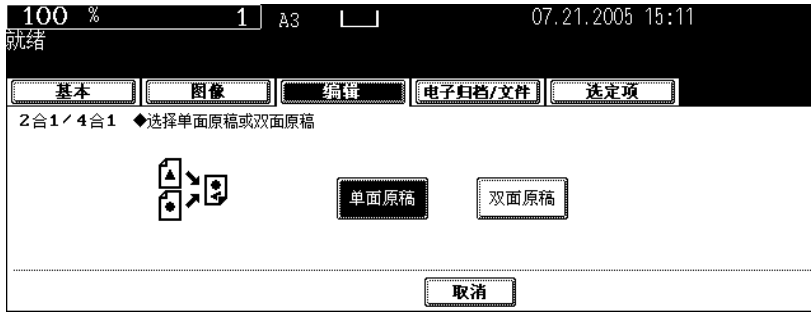 100 % 1 A3 07.21.2005 15:11
就绪
基本 图像 编辑 电子归档/文件 选定项
2合1/4合1 ◆选择单面原稿或双面原稿
单面原稿 双面原稿
取消